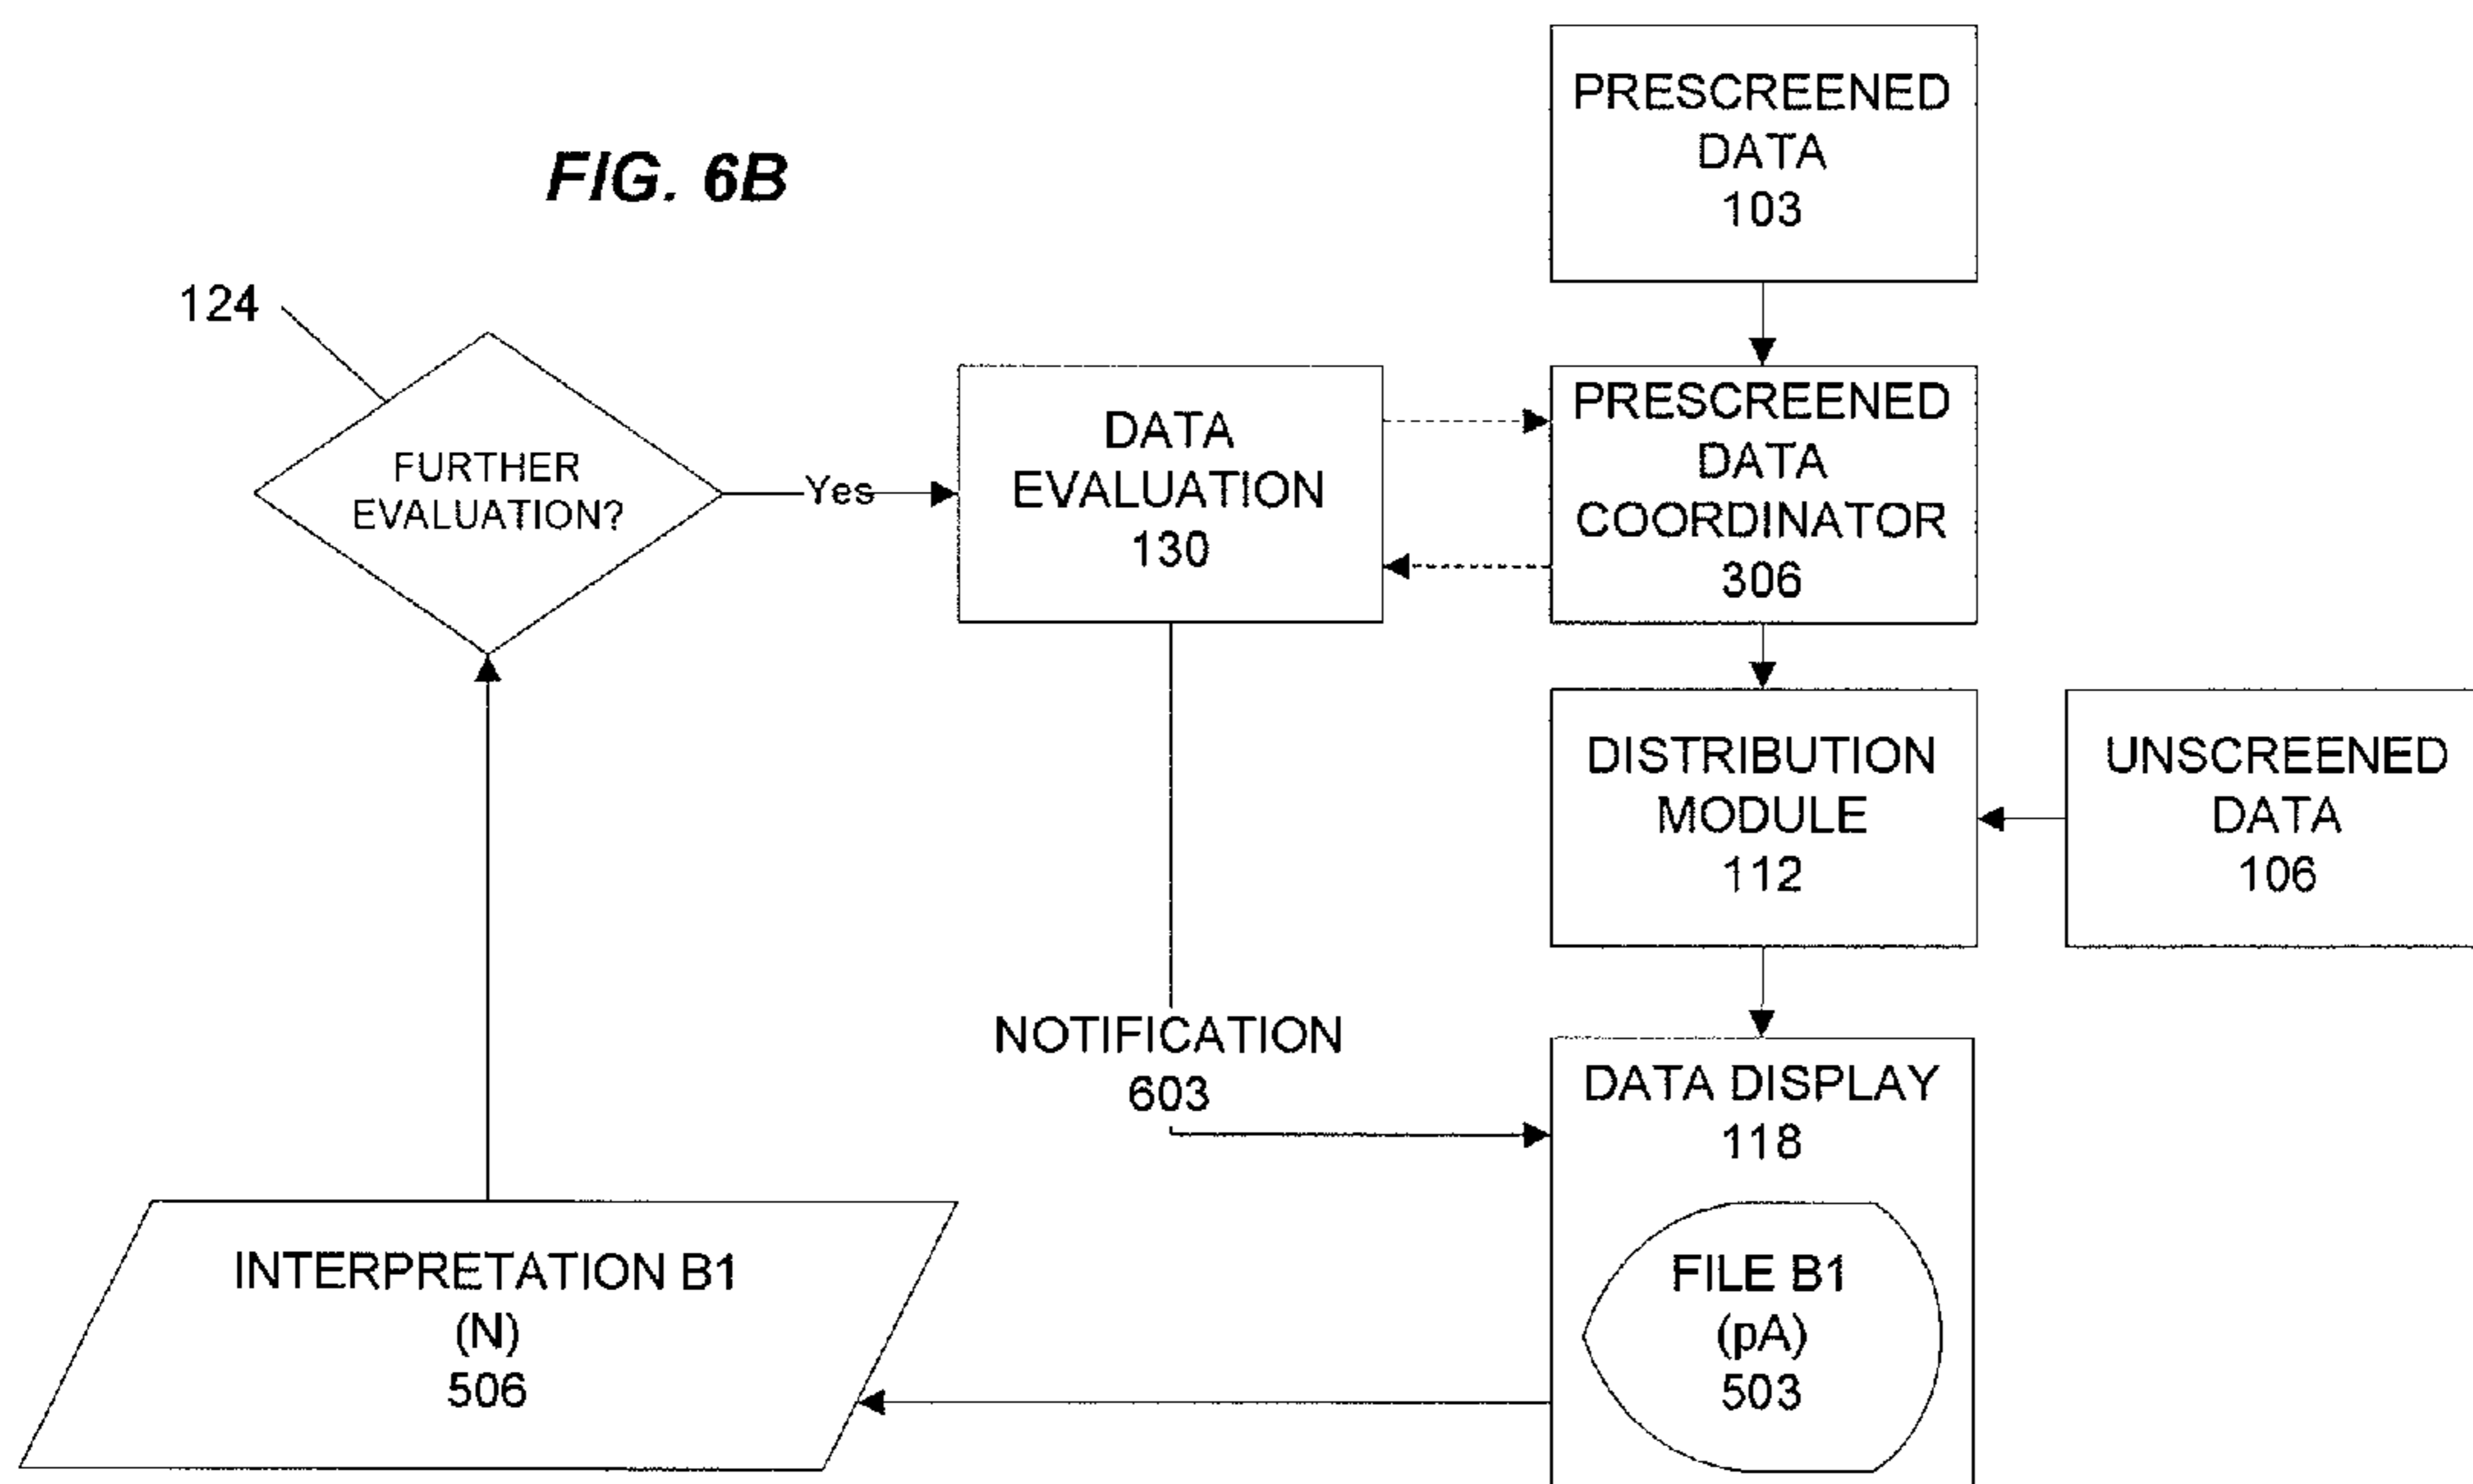 FIG. 6B
PRESCREENED
DATA
103
124
FURTHER
EVALUATION?
Yes
DATA
EVALUATION
130
PRESCREENED
DATA
COORDINATOR
306
DISTRIBUTION
MODULE
112
UNSCREENED
DATA
106
NOTIFICATION
603
DATA DISPLAY
118
FILE B1
(pA)
503
INTERPRETATION B1
(N)
506